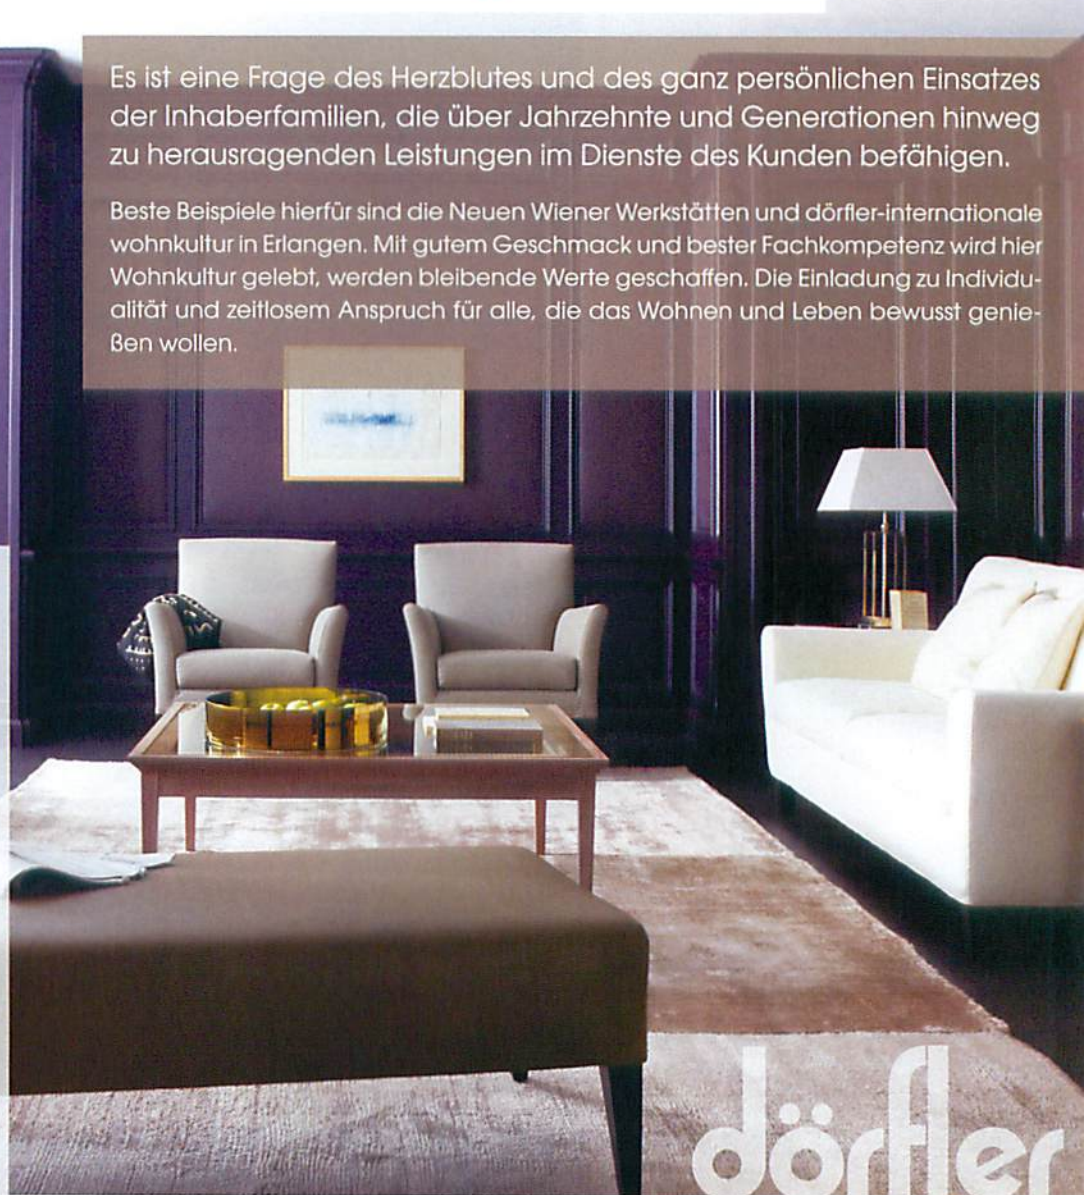 Es ist eine Frage des Herzblutes und des ganz persönlichen Einsatzes
der Inhaberfamilien, die über Jahrzehnte und Generationen hinweg
zu herausragenden Leistungen im Dienste des Kunden befähigen.
Beste Beispiele hierfür sind die Neuen Wiener Werkstätten und dörfler-internationale
wohnkultur in Erlangen. Mit gutem Geschmack und bester Fachkompetenz wird hier
Wohnkultur gelebt, werden bleibende Werte geschaffen. Die Einladung zu Individu-
alität und zeitlosem Anspruch für alle, die das Wohnen und Leben bewusst genie-
ßen wollen.
dörfler